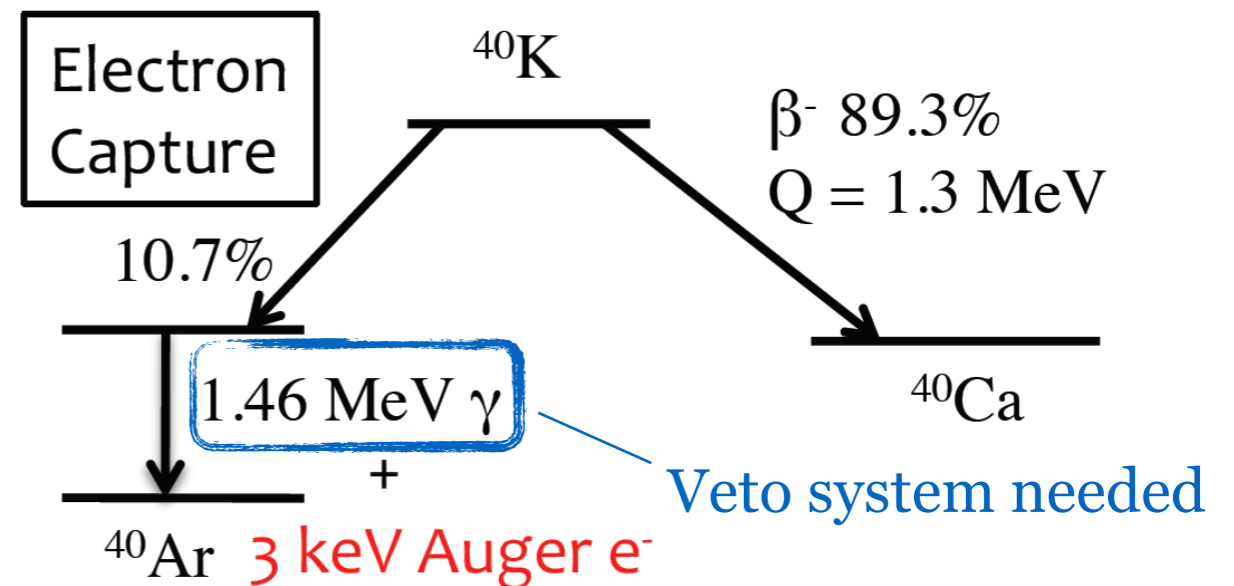 Electron
Capture
⁴⁰K
β⁻ 89.3%
Q = 1.3 MeV
10.7%
1.46 MeV γ
+
⁴⁰Ca
Veto system needed
⁴⁰Ar 3 keV Auger e⁻